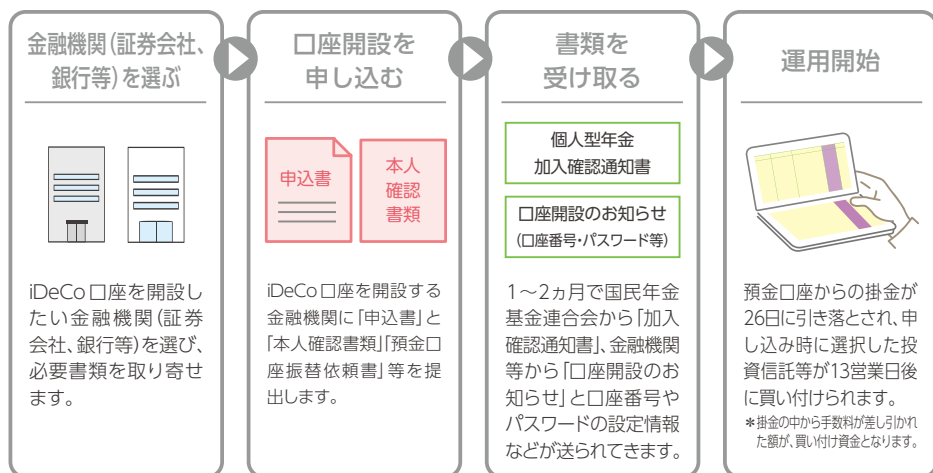 金融機関(証券会社、
銀行等)を選ぶ
iDeCo口座を開設し
たい金融機関(証券
会社、銀行等)を選び、
必要書類を取り寄せ
ます。
口座開設を
申し込む
申込書
本人
確認
書類
iDeCo口座を開設する
金融機関に「申込書」と
「本人確認書類」「預金口
座振替依頼書」等を提
出します。
書類を
受け取る
個人型年金
加入確認通知書
口座開設のお知らせ
(口座番号・パスワード等)
1〜2ヵ月で国民年金
基金連合会から「加入
確認通知書」、金融機関
等から「口座開設のお
知らせ」と口座番号や
パスワードの設定情報
などが送られてきます。
運用開始
預金口座からの掛金が
26日に引き落とされ、申
し込み時に選択した投
資信託等が13営業日後
に買い付けられます。
*掛金の中から手数料が差し引かれ
た額が、買い付け資金となります。